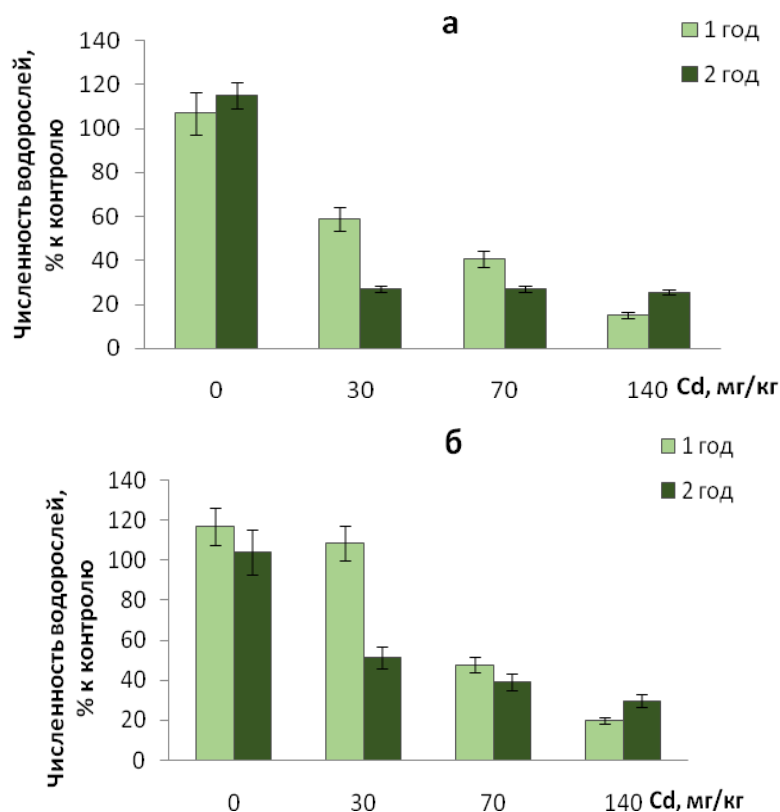 а
1 год
2 год
Численность водорослей,
% к контролю
140
120
100
80
60
40
20
0
0 30 70 140 Cd, мг/кг
б
1 год
2 год
Численность водорослей,
% к контролю
140
120
100
80
60
40
20
0
0 30 70 140 Cd, мг/кг